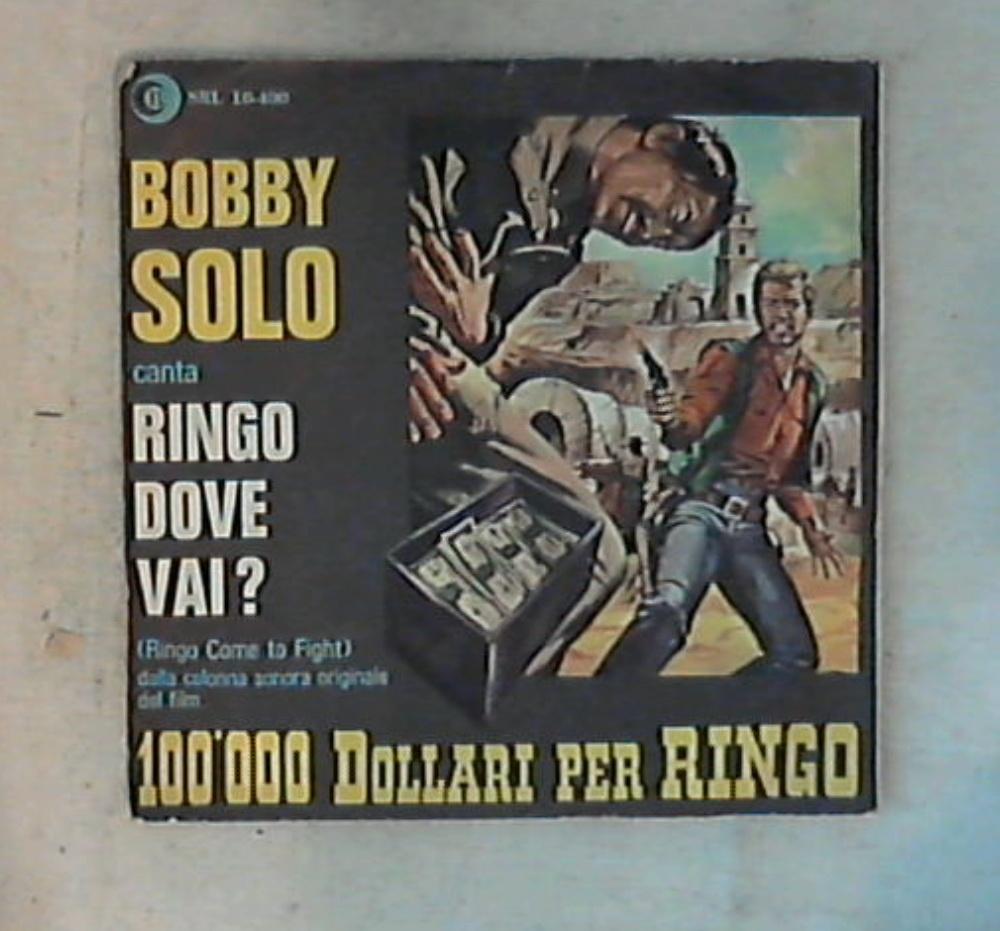 SRL 10-400
BOBBY
SOLO
canta
RINGO
DOVE
VAI?
(Ringo Come to Fight)
dalla colonna sonora originale
del film
100'000 DOLLARI PER RINGO